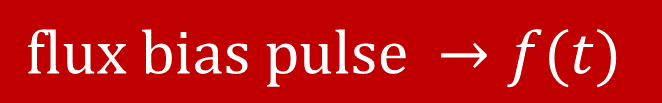 flux bias pulse → f(t)